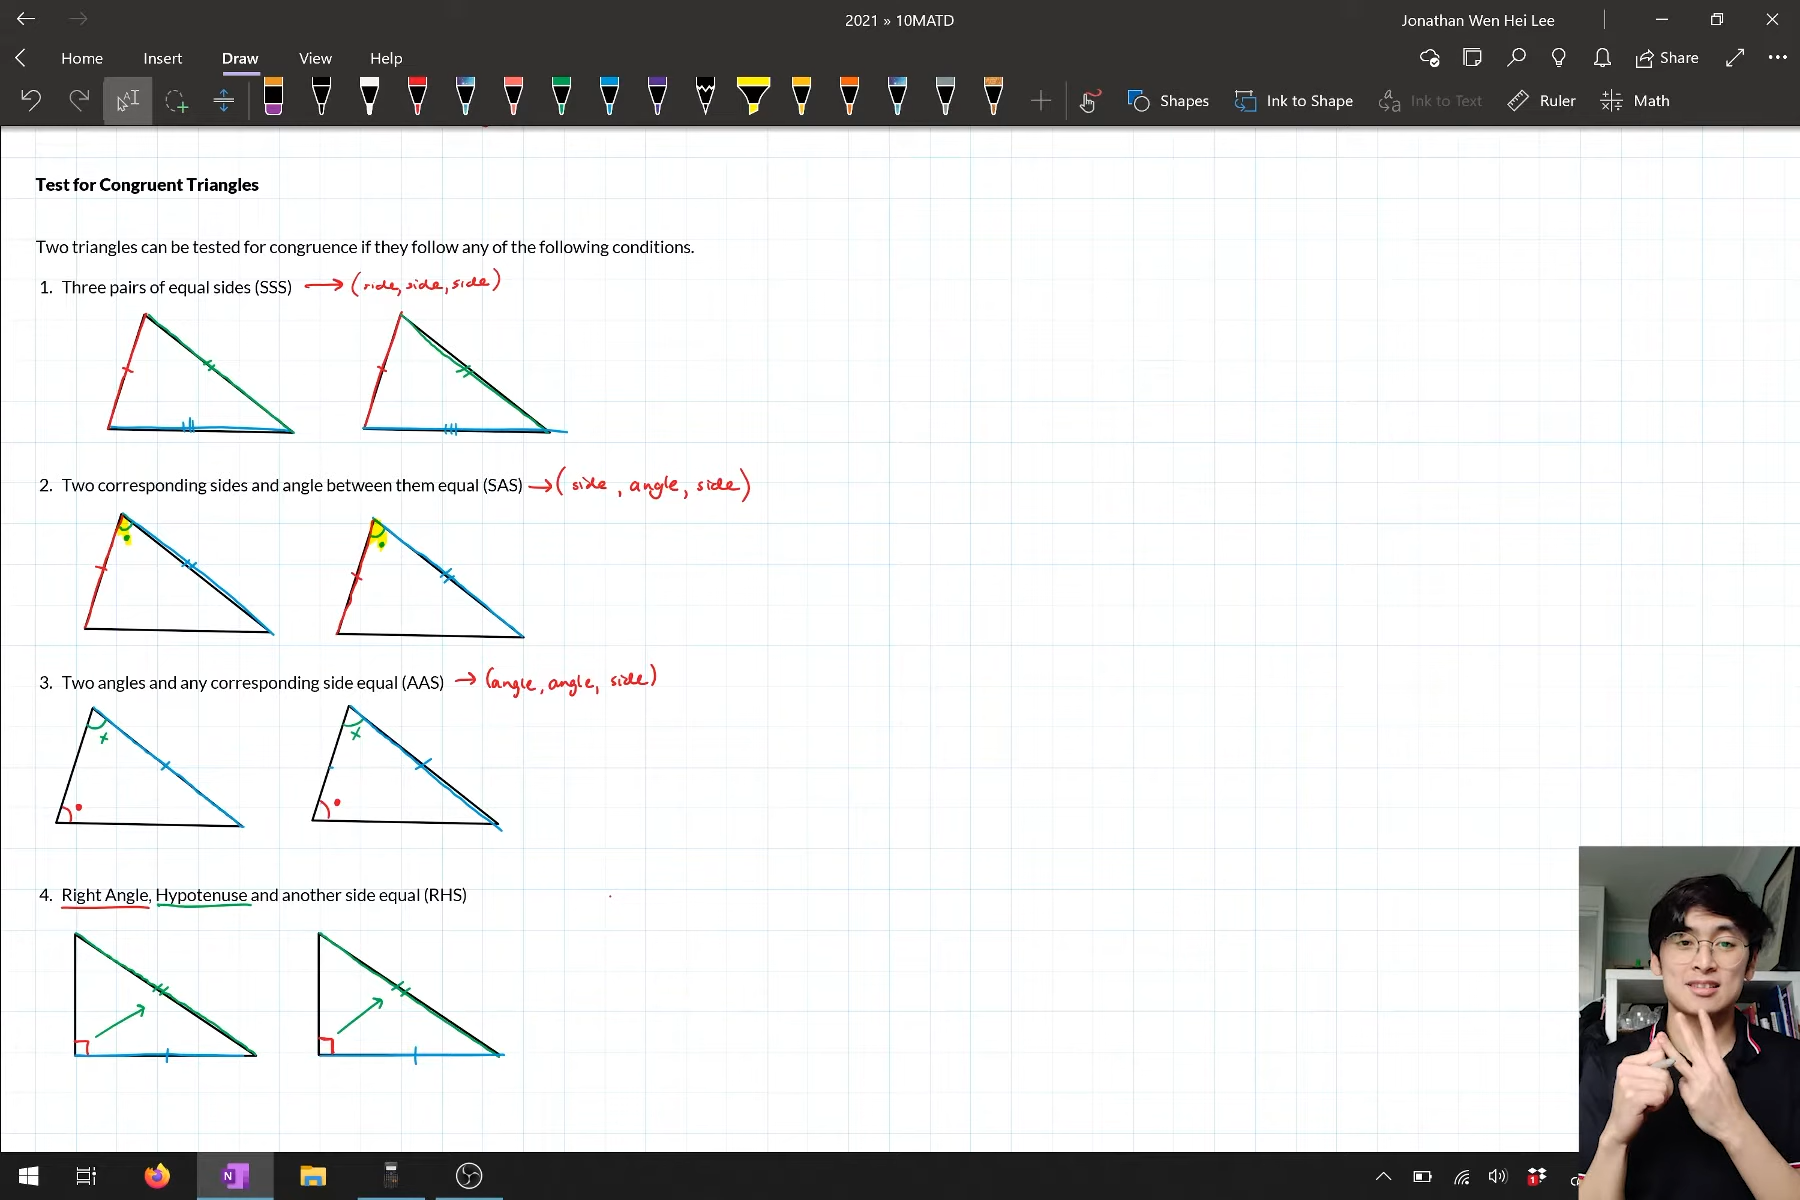 2021 » 10MATD
Jonathan Wen Hei Lee
Home Insert Draw View Help
Share
Shapes Ink to Shape Ink to Text Ruler Math
Test for Congruent Triangles
Two triangles can be tested for congruence if they follow any of the following conditions.
1. Three pairs of equal sides (SSS) → (side, side, side)
2. Two corresponding sides and angle between them equal (SAS) → (side, angle, side)
3. Two angles and any corresponding side equal (AAS) → (angle, angle, side)
x x
4. Right Angle, Hypotenuse and another side equal (RHS)
N
1